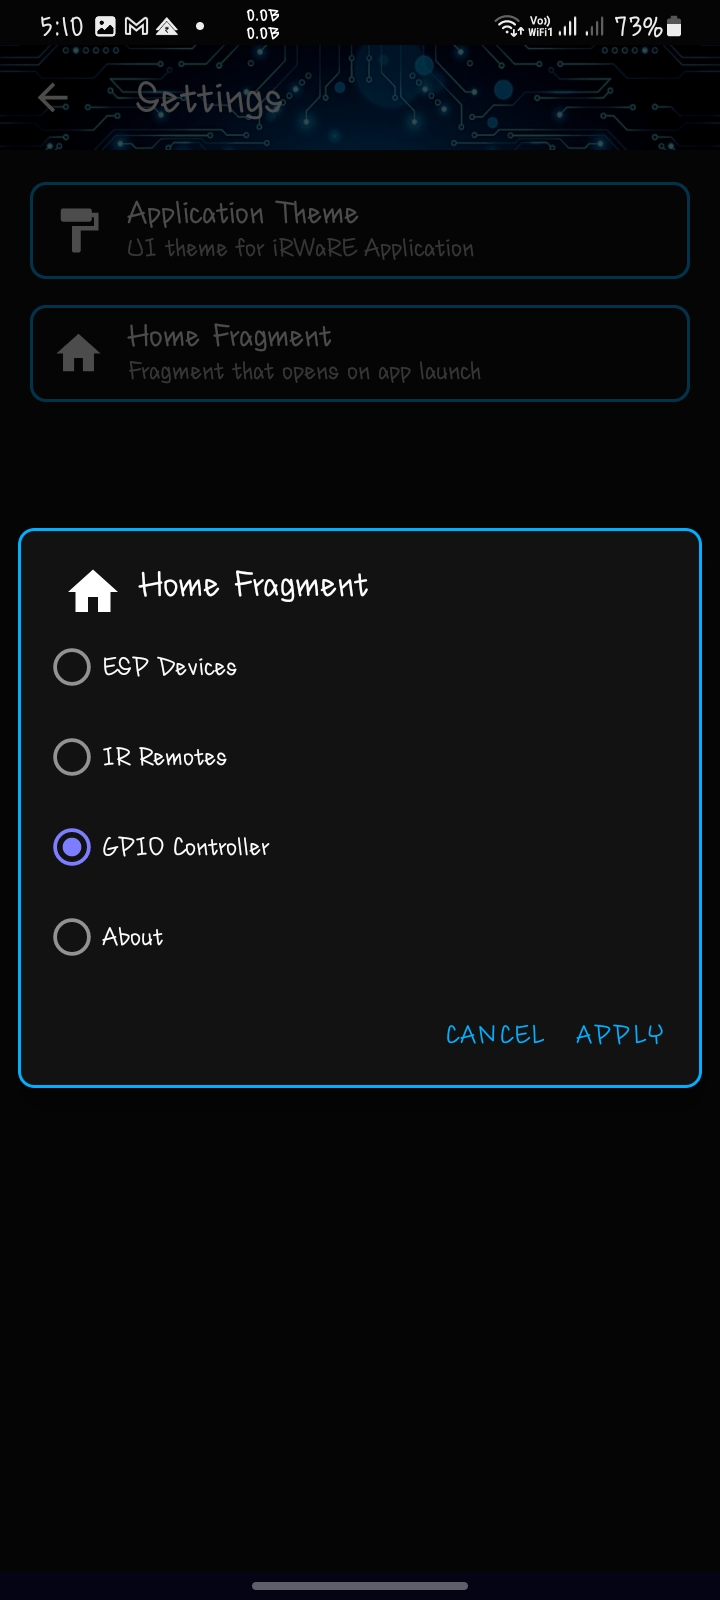 5:10 0.0B 73%
0.0B
Vo)) WiFi1
Settings
Application Theme
UI theme for iRWaRE Application
Home Fragment
Fragment that opens on app launch
Home Fragment
ESP Devices
IR Remotes
GPIO Controller
About
CANCEL APPLY